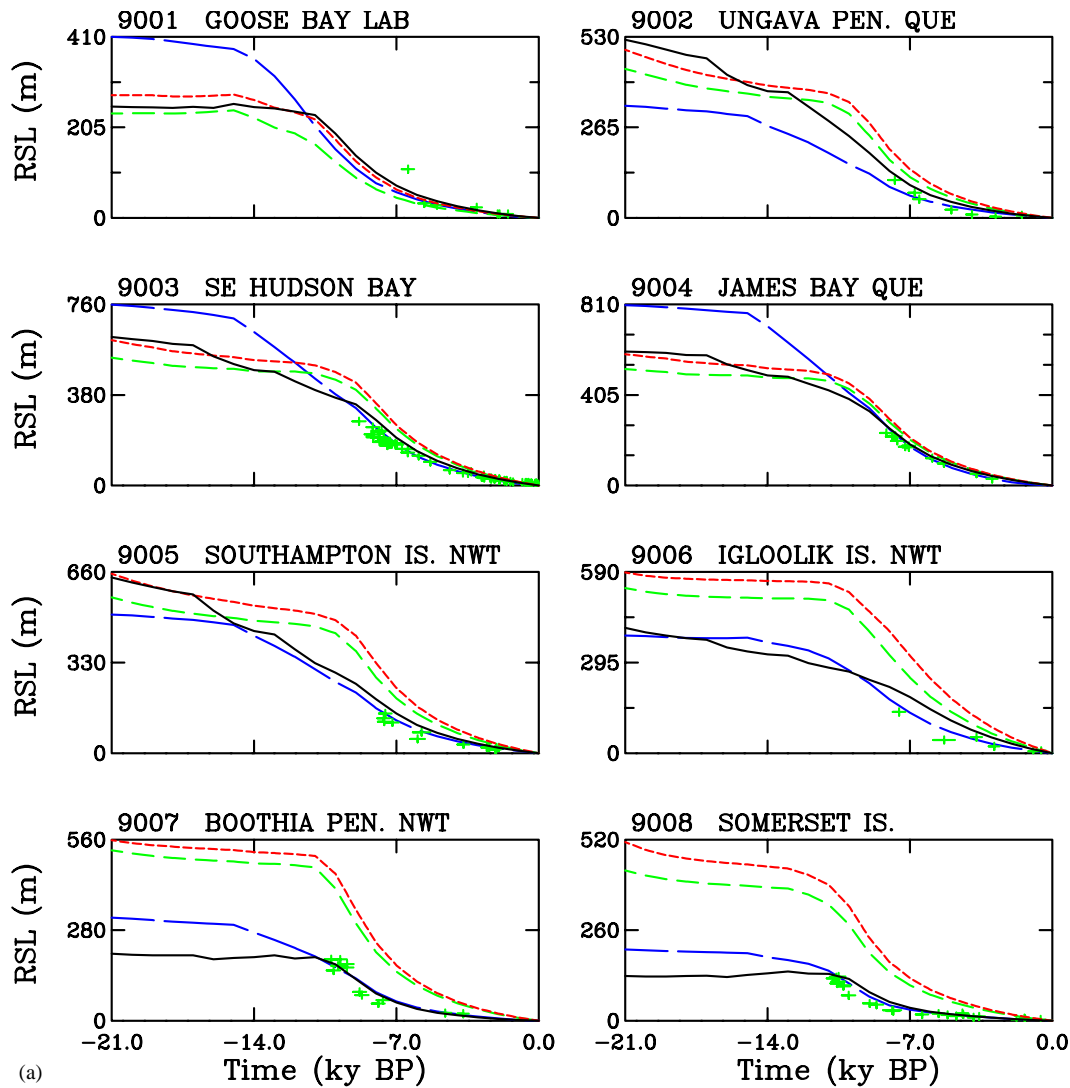 9001 GOOSE BAY LAB
410
205
0
RSL (m)
9002 UNGAVA PEN. QUE
530
265
0
9003 SE HUDSON BAY
760
380
0
RSL (m)
9004 JAMES BAY QUE
810
405
0
9005 SOUTHAMPTON IS. NWT
660
330
0
RSL (m)
9006 IGLOOLIK IS. NWT
590
295
0
9007 BOOTHIA PEN. NWT
560
280
0
RSL (m)
9008 SOMERSET IS.
520
260
0
−21.0 −14.0 −7.0 0.0
Time (ky BP)
−21.0 −14.0 −7.0 0.0
Time (ky BP)
(a)